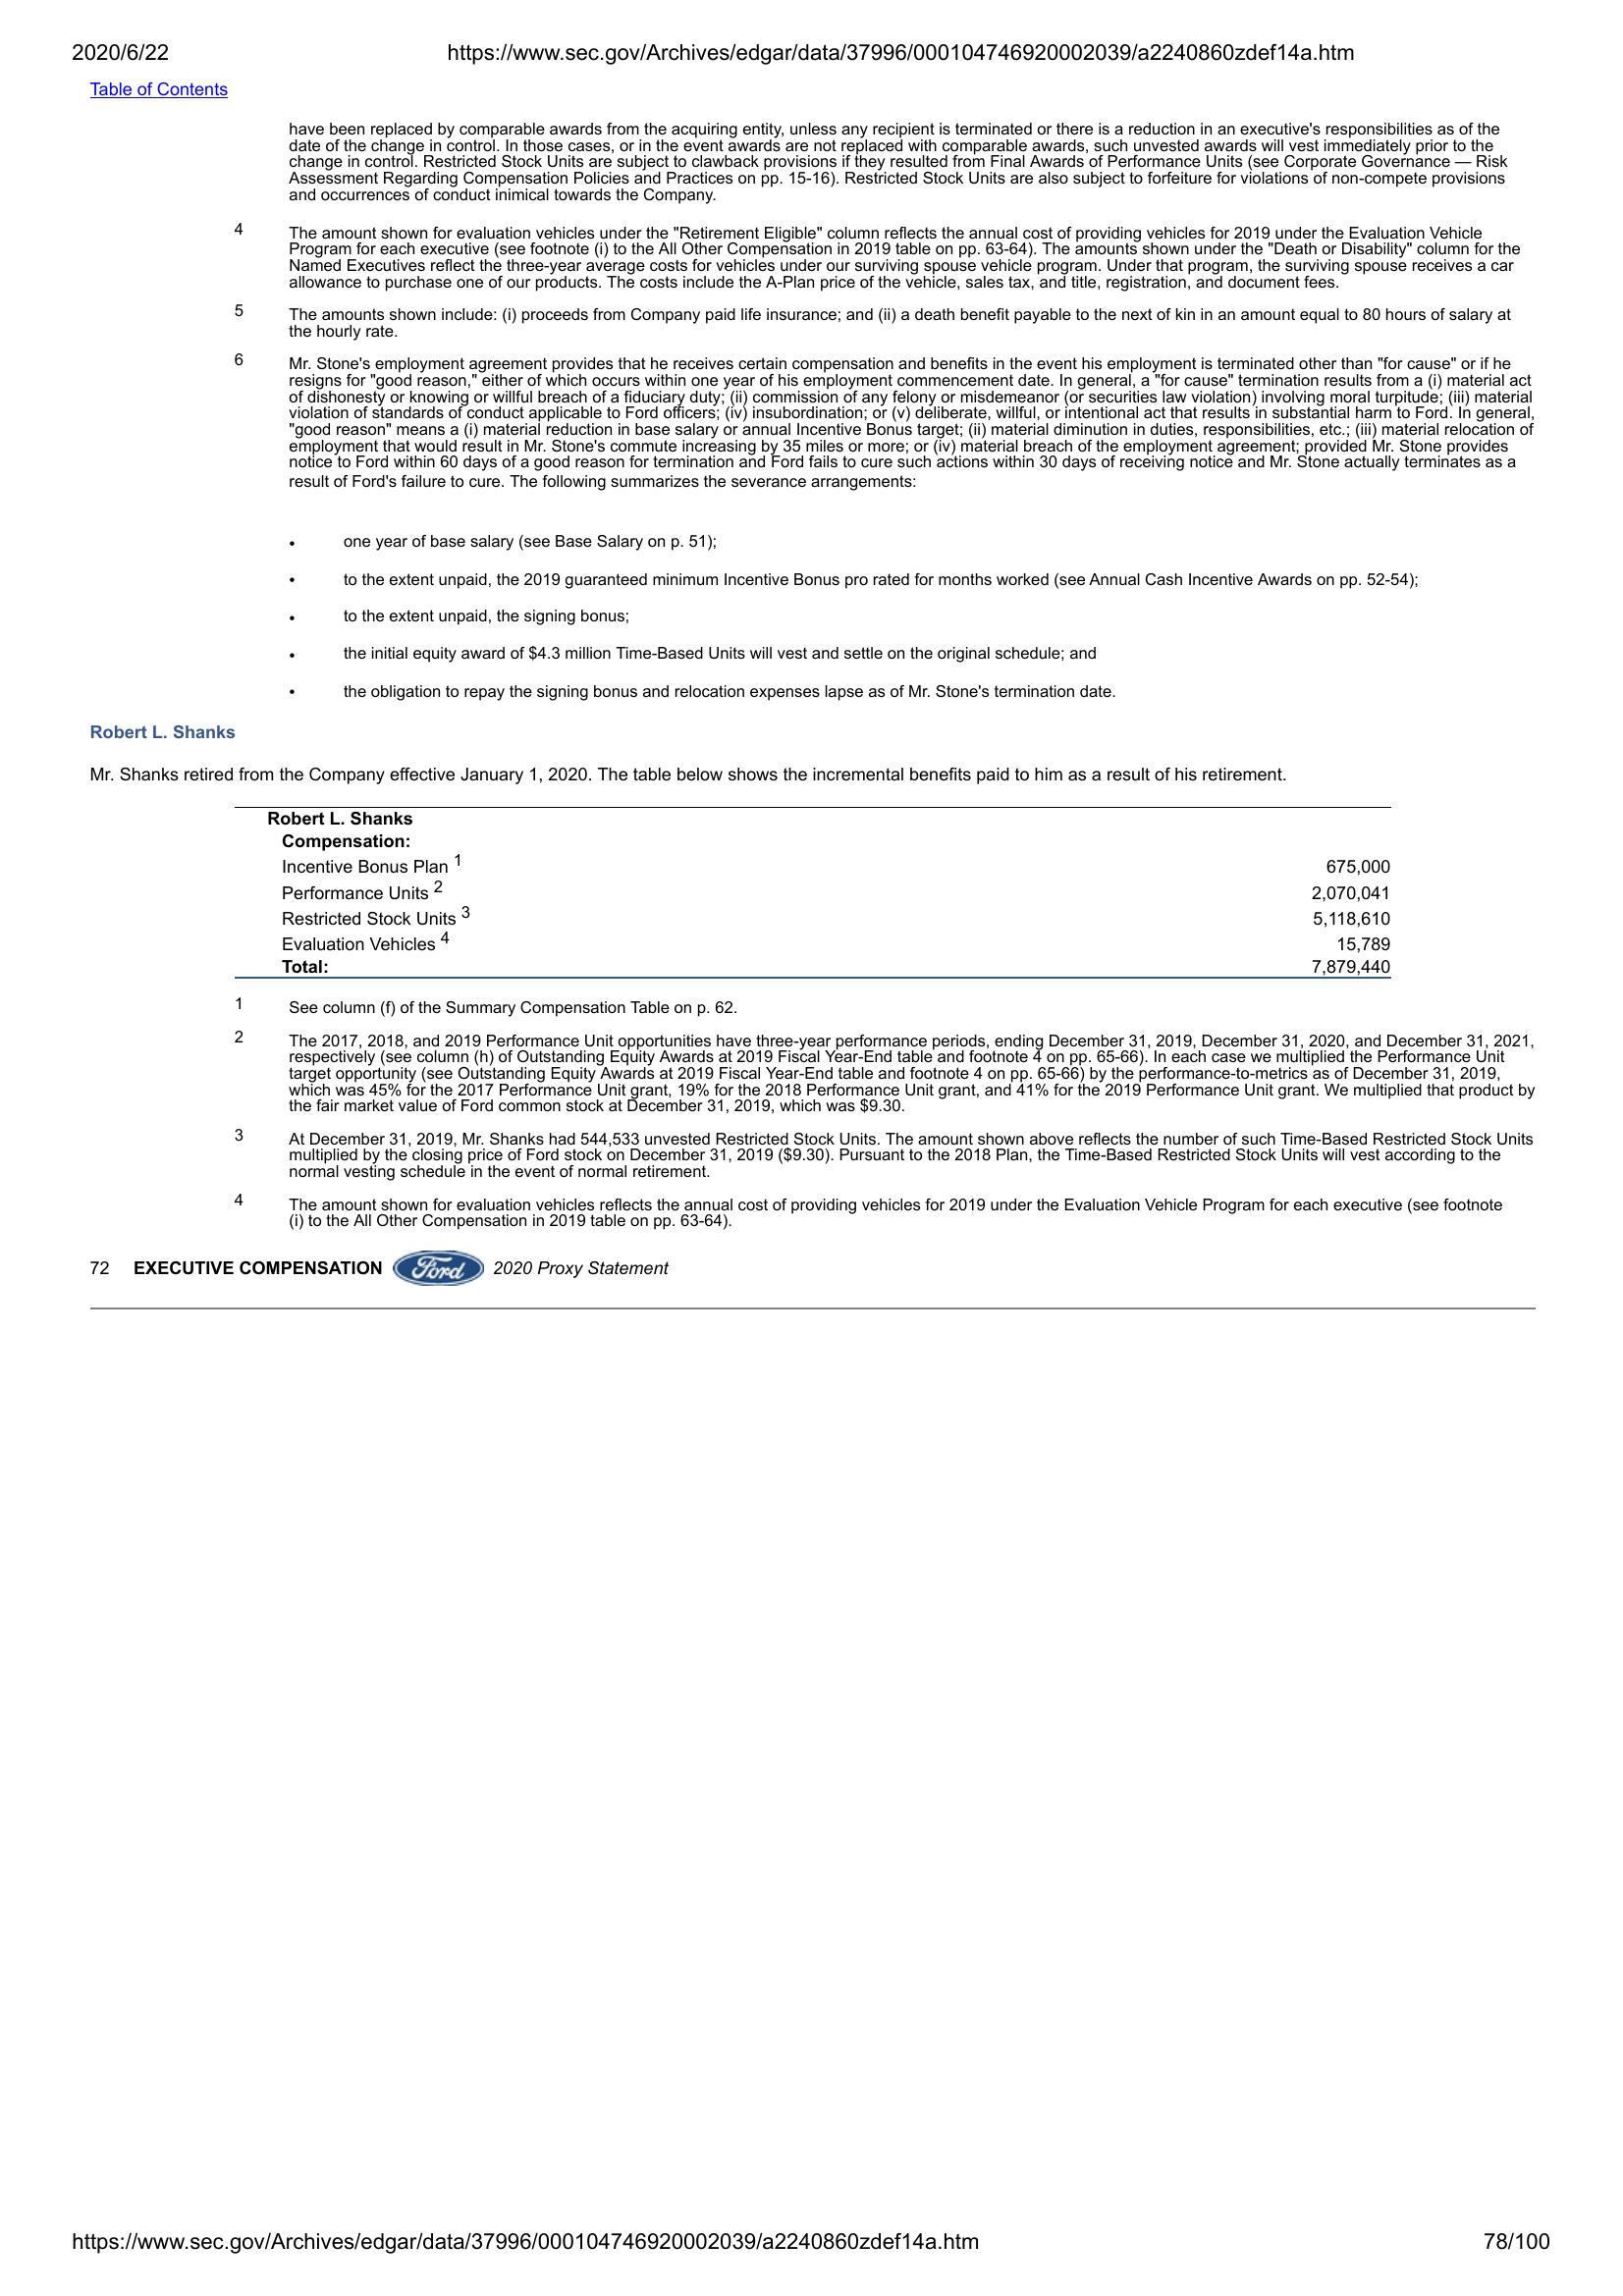 2020/6/22
https://www.sec.gov/Archives/edgar/data/37996/000104746920002039/a2240860zdef14a.htm
Table of Contents
have been replaced by comparable awards from the acquiring entity, unless any recipient is terminated or there is a reduction in an executive's responsibilities as of the
date of the change in control. In those cases, or in the event awards are not replaced with comparable awards, such unvested awards will vest immediately prior to the
change in control. Restricted Stock Units are subject to clawback provisions if they resulted from Final Awards of Performance Units (see Corporate Governance — Risk
Assessment Regarding Compensation Policies and Practices on pp. 15-16). Restricted Stock Units are also subject to forfeiture for violations of non-compete provisions
and occurrences of conduct inimical towards the Company.
4 The amount shown for evaluation vehicles under the "Retirement Eligible" column reflects the annual cost of providing vehicles for 2019 under the Evaluation Vehicle
Program for each executive (see footnote (i) to the All Other Compensation in 2019 table on pp. 63-64). The amounts shown under the "Death or Disability" column for the
Named Executives reflect the three-year average costs for vehicles under our surviving spouse vehicle program. Under that program, the surviving spouse receives a car
allowance to purchase one of our products. The costs include the A-Plan price of the vehicle, sales tax, and title, registration, and document fees.
5 The amounts shown include: (i) proceeds from Company paid life insurance; and (ii) a death benefit payable to the next of kin in an amount equal to 80 hours of salary at
the hourly rate.
6 Mr. Stone's employment agreement provides that he receives certain compensation and benefits in the event his employment is terminated other than "for cause" or if he
resigns for "good reason," either of which occurs within one year of his employment commencement date. In general, a "for cause" termination results from a (i) material act
of dishonesty or knowing or willful breach of a fiduciary duty; (ii) commission of any felony or misdemeanor (or securities law violation) involving moral turpitude; (iii) material
violation of standards of conduct applicable to Ford officers; (iv) insubordination; or (v) deliberate, willful, or intentional act that results in substantial harm to Ford. In general,
"good reason" means a (i) material reduction in base salary or annual Incentive Bonus target; (ii) material diminution in duties, responsibilities, etc.; (iii) material relocation of
employment that would result in Mr. Stone's commute increasing by 35 miles or more; or (iv) material breach of the employment agreement; provided Mr. Stone provides
notice to Ford within 60 days of a good reason for termination and Ford fails to cure such actions within 30 days of receiving notice and Mr. Stone actually terminates as a
result of Ford's failure to cure. The following summarizes the severance arrangements:
• one year of base salary (see Base Salary on p. 51);
• to the extent unpaid, the 2019 guaranteed minimum Incentive Bonus pro rated for months worked (see Annual Cash Incentive Awards on pp. 52-54);
• to the extent unpaid, the signing bonus;
• the initial equity award of $4.3 million Time-Based Units will vest and settle on the original schedule; and
• the obligation to repay the signing bonus and relocation expenses lapse as of Mr. Stone's termination date.
Robert L. Shanks
Mr. Shanks retired from the Company effective January 1, 2020. The table below shows the incremental benefits paid to him as a result of his retirement.
Robert L. Shanks
Compensation:
Incentive Bonus Plan 1 675,000
Performance Units 2 2,070,041
Restricted Stock Units 3 5,118,610
Evaluation Vehicles 4 15,789
Total: 7,879,440
1 See column (f) of the Summary Compensation Table on p. 62.
2 The 2017, 2018, and 2019 Performance Unit opportunities have three-year performance periods, ending December 31, 2019, December 31, 2020, and December 31, 2021,
respectively (see column (h) of Outstanding Equity Awards at 2019 Fiscal Year-End table and footnote 4 on pp. 65-66). In each case we multiplied the Performance Unit
target opportunity (see Outstanding Equity Awards at 2019 Fiscal Year-End table and footnote 4 on pp. 65-66) by the performance-to-metrics as of December 31, 2019,
which was 45% for the 2017 Performance Unit grant, 19% for the 2018 Performance Unit grant, and 41% for the 2019 Performance Unit grant. We multiplied that product by
the fair market value of Ford common stock at December 31, 2019, which was $9.30.
3 At December 31, 2019, Mr. Shanks had 544,533 unvested Restricted Stock Units. The amount shown above reflects the number of such Time-Based Restricted Stock Units
multiplied by the closing price of Ford stock on December 31, 2019 ($9.30). Pursuant to the 2018 Plan, the Time-Based Restricted Stock Units will vest according to the
normal vesting schedule in the event of normal retirement.
4 The amount shown for evaluation vehicles reflects the annual cost of providing vehicles for 2019 under the Evaluation Vehicle Program for each executive (see footnote
(i) to the All Other Compensation in 2019 table on pp. 63-64).
72 EXECUTIVE COMPENSATION Ford 2020 Proxy Statement
https://www.sec.gov/Archives/edgar/data/37996/000104746920002039/a2240860zdef14a.htm
78/100